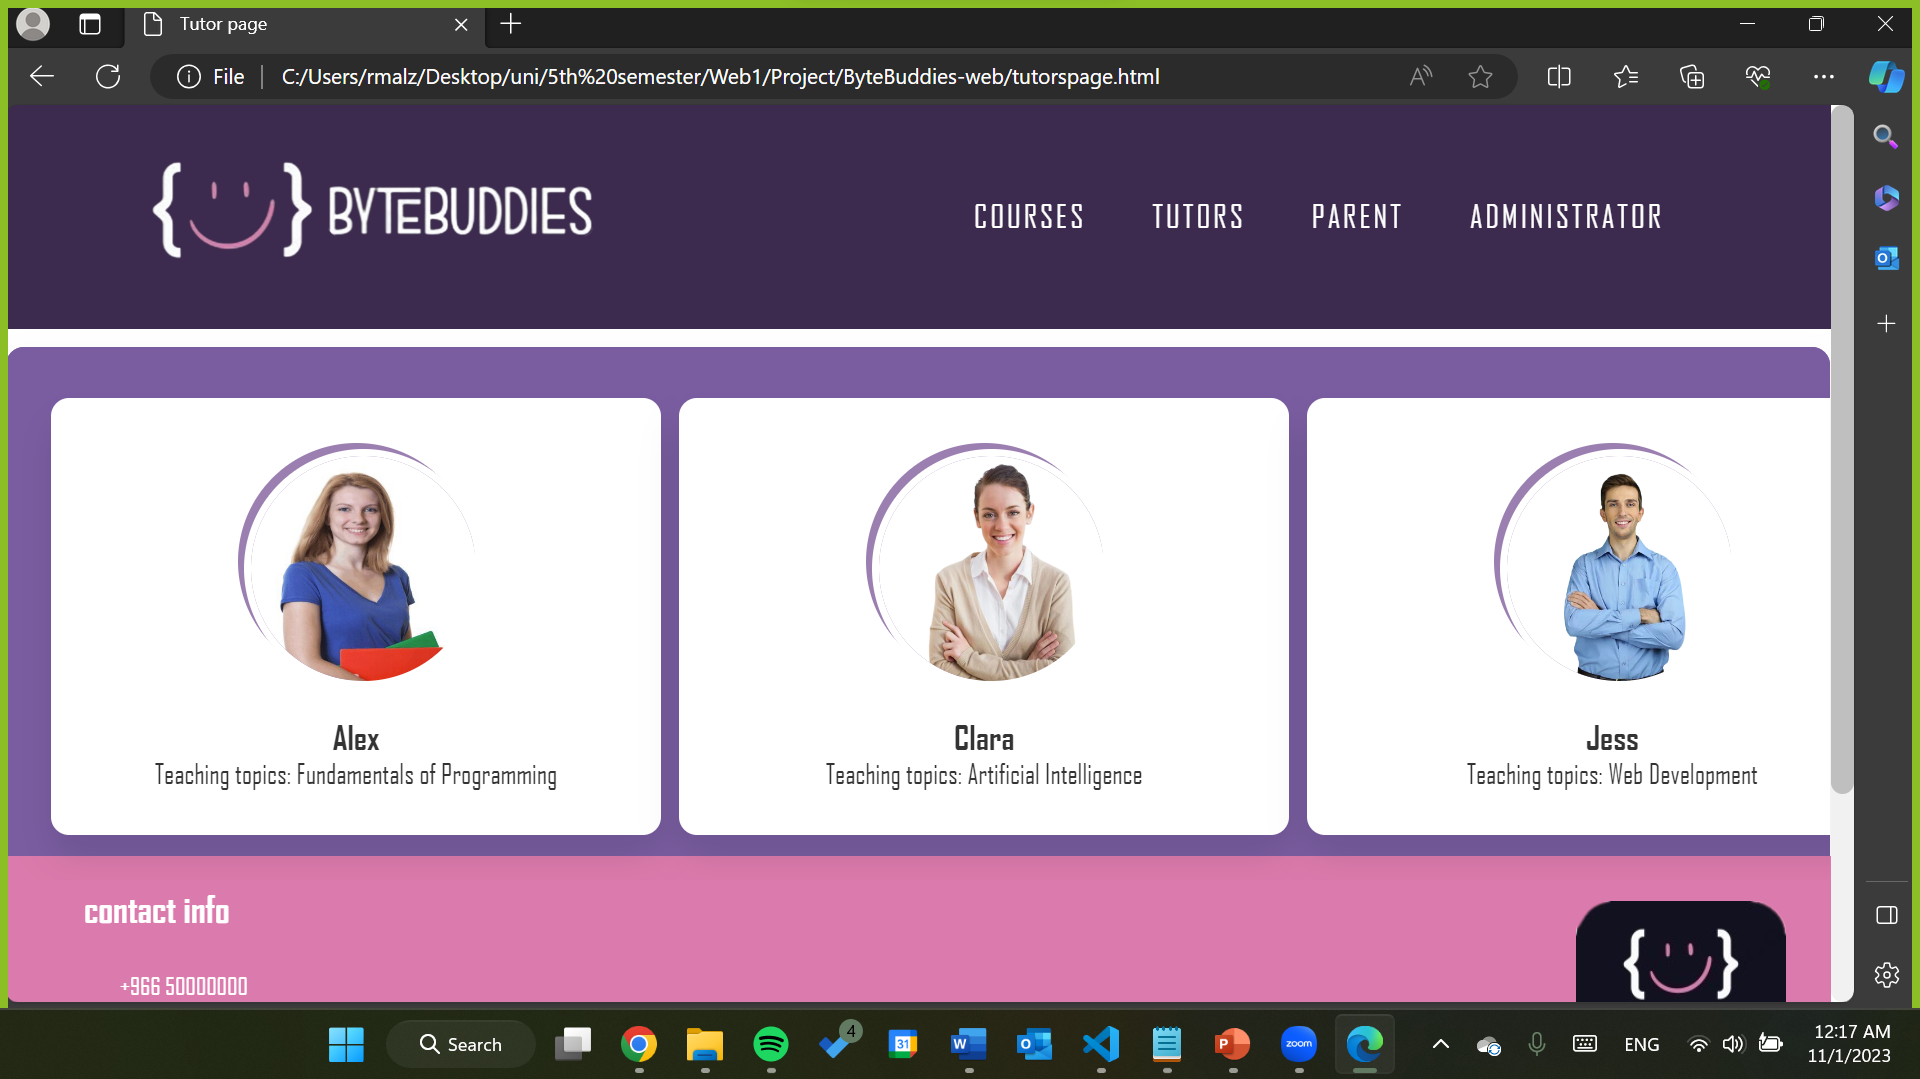 Tutor page
File
C:/Users/rmalz/Desktop/uni/5th%20semester/Web1/Project/ByteBuddies-web/tutorspage.html
{ } BYTEBUDDIES
COURSES TUTORS PARENT ADMINISTRATOR
Alex
Teaching topics: Fundamentals of Programming
Clara
Teaching topics: Artificial Intelligence
Jess
Teaching topics: Web Development
contact info
+966 50000000
{ }
Search
4
31
W
O
P
zoom
ENG
12:17 AM
11/1/2023